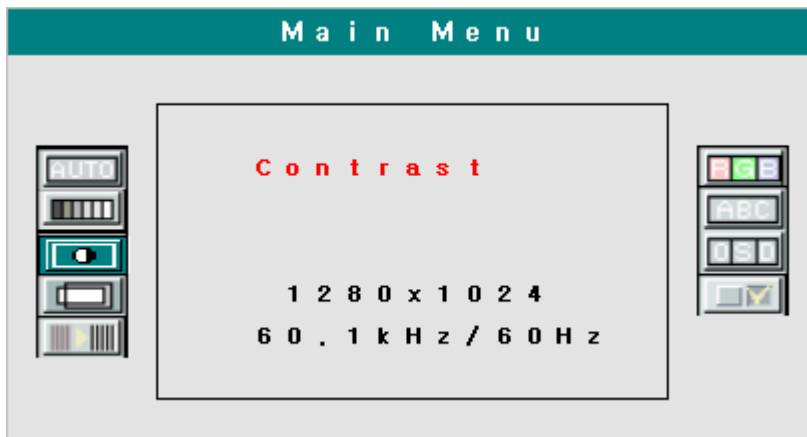 Main Menu
AUTO
Contrast
1280x1024
60.1kHz/60Hz
RGB
ABC
OSD